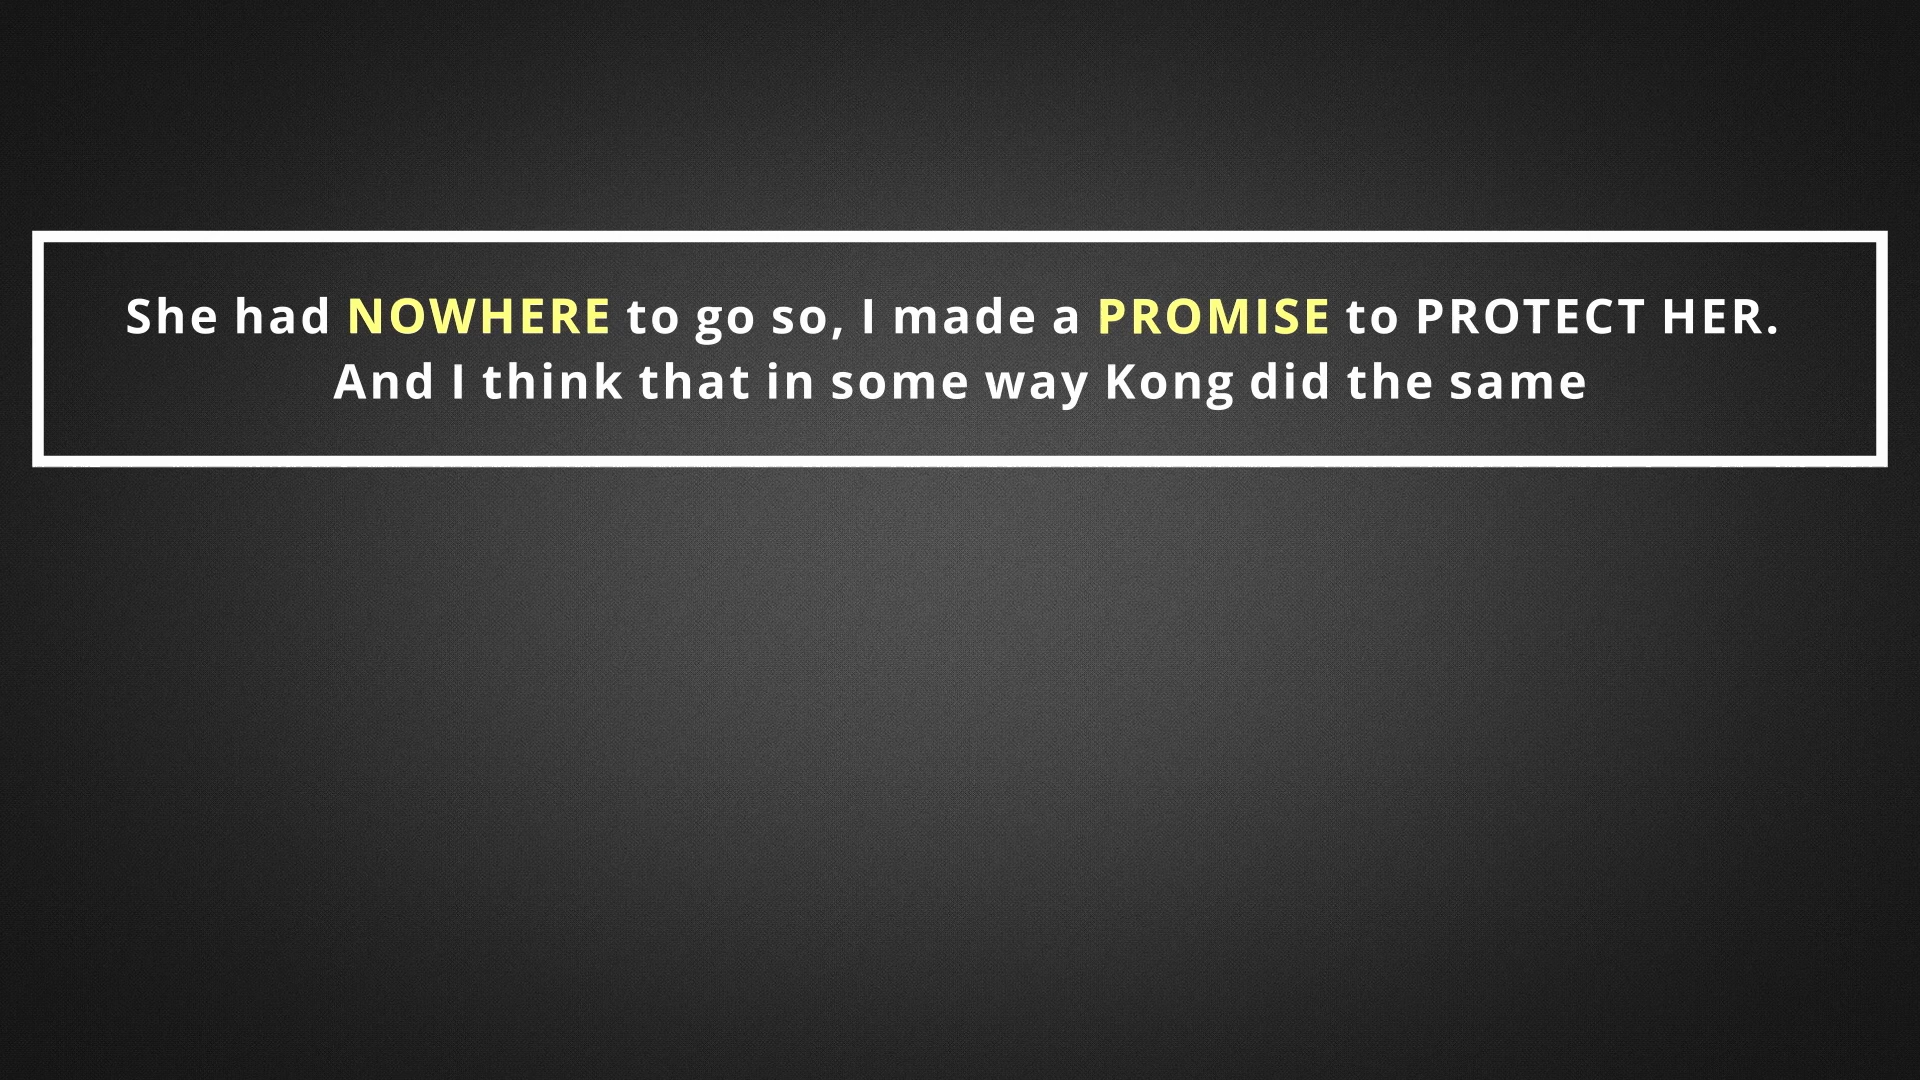 She had NOWHERE to go so, I made a PROMISE to PROTECT HER.
And I think that in some way Kong did the same